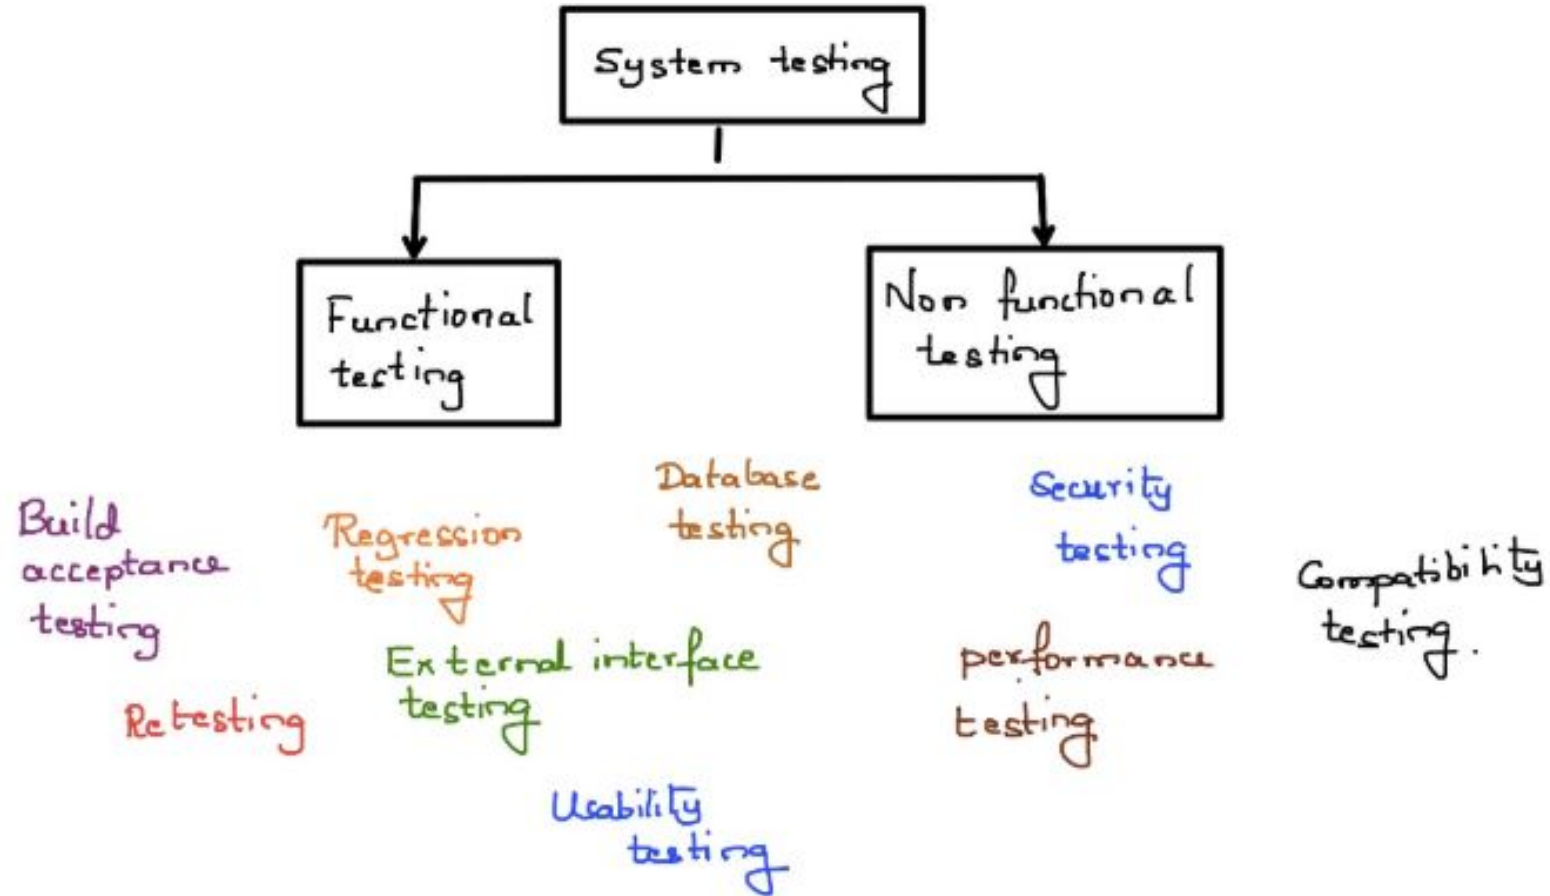 System testing
Functional
testing
Non functional
testing
Build
acceptance
testing
Regression
testing
Database
testing
Security
testing
Compatibility
testing.
Retesting
External interface
testing
performance
testing
Usability
testing